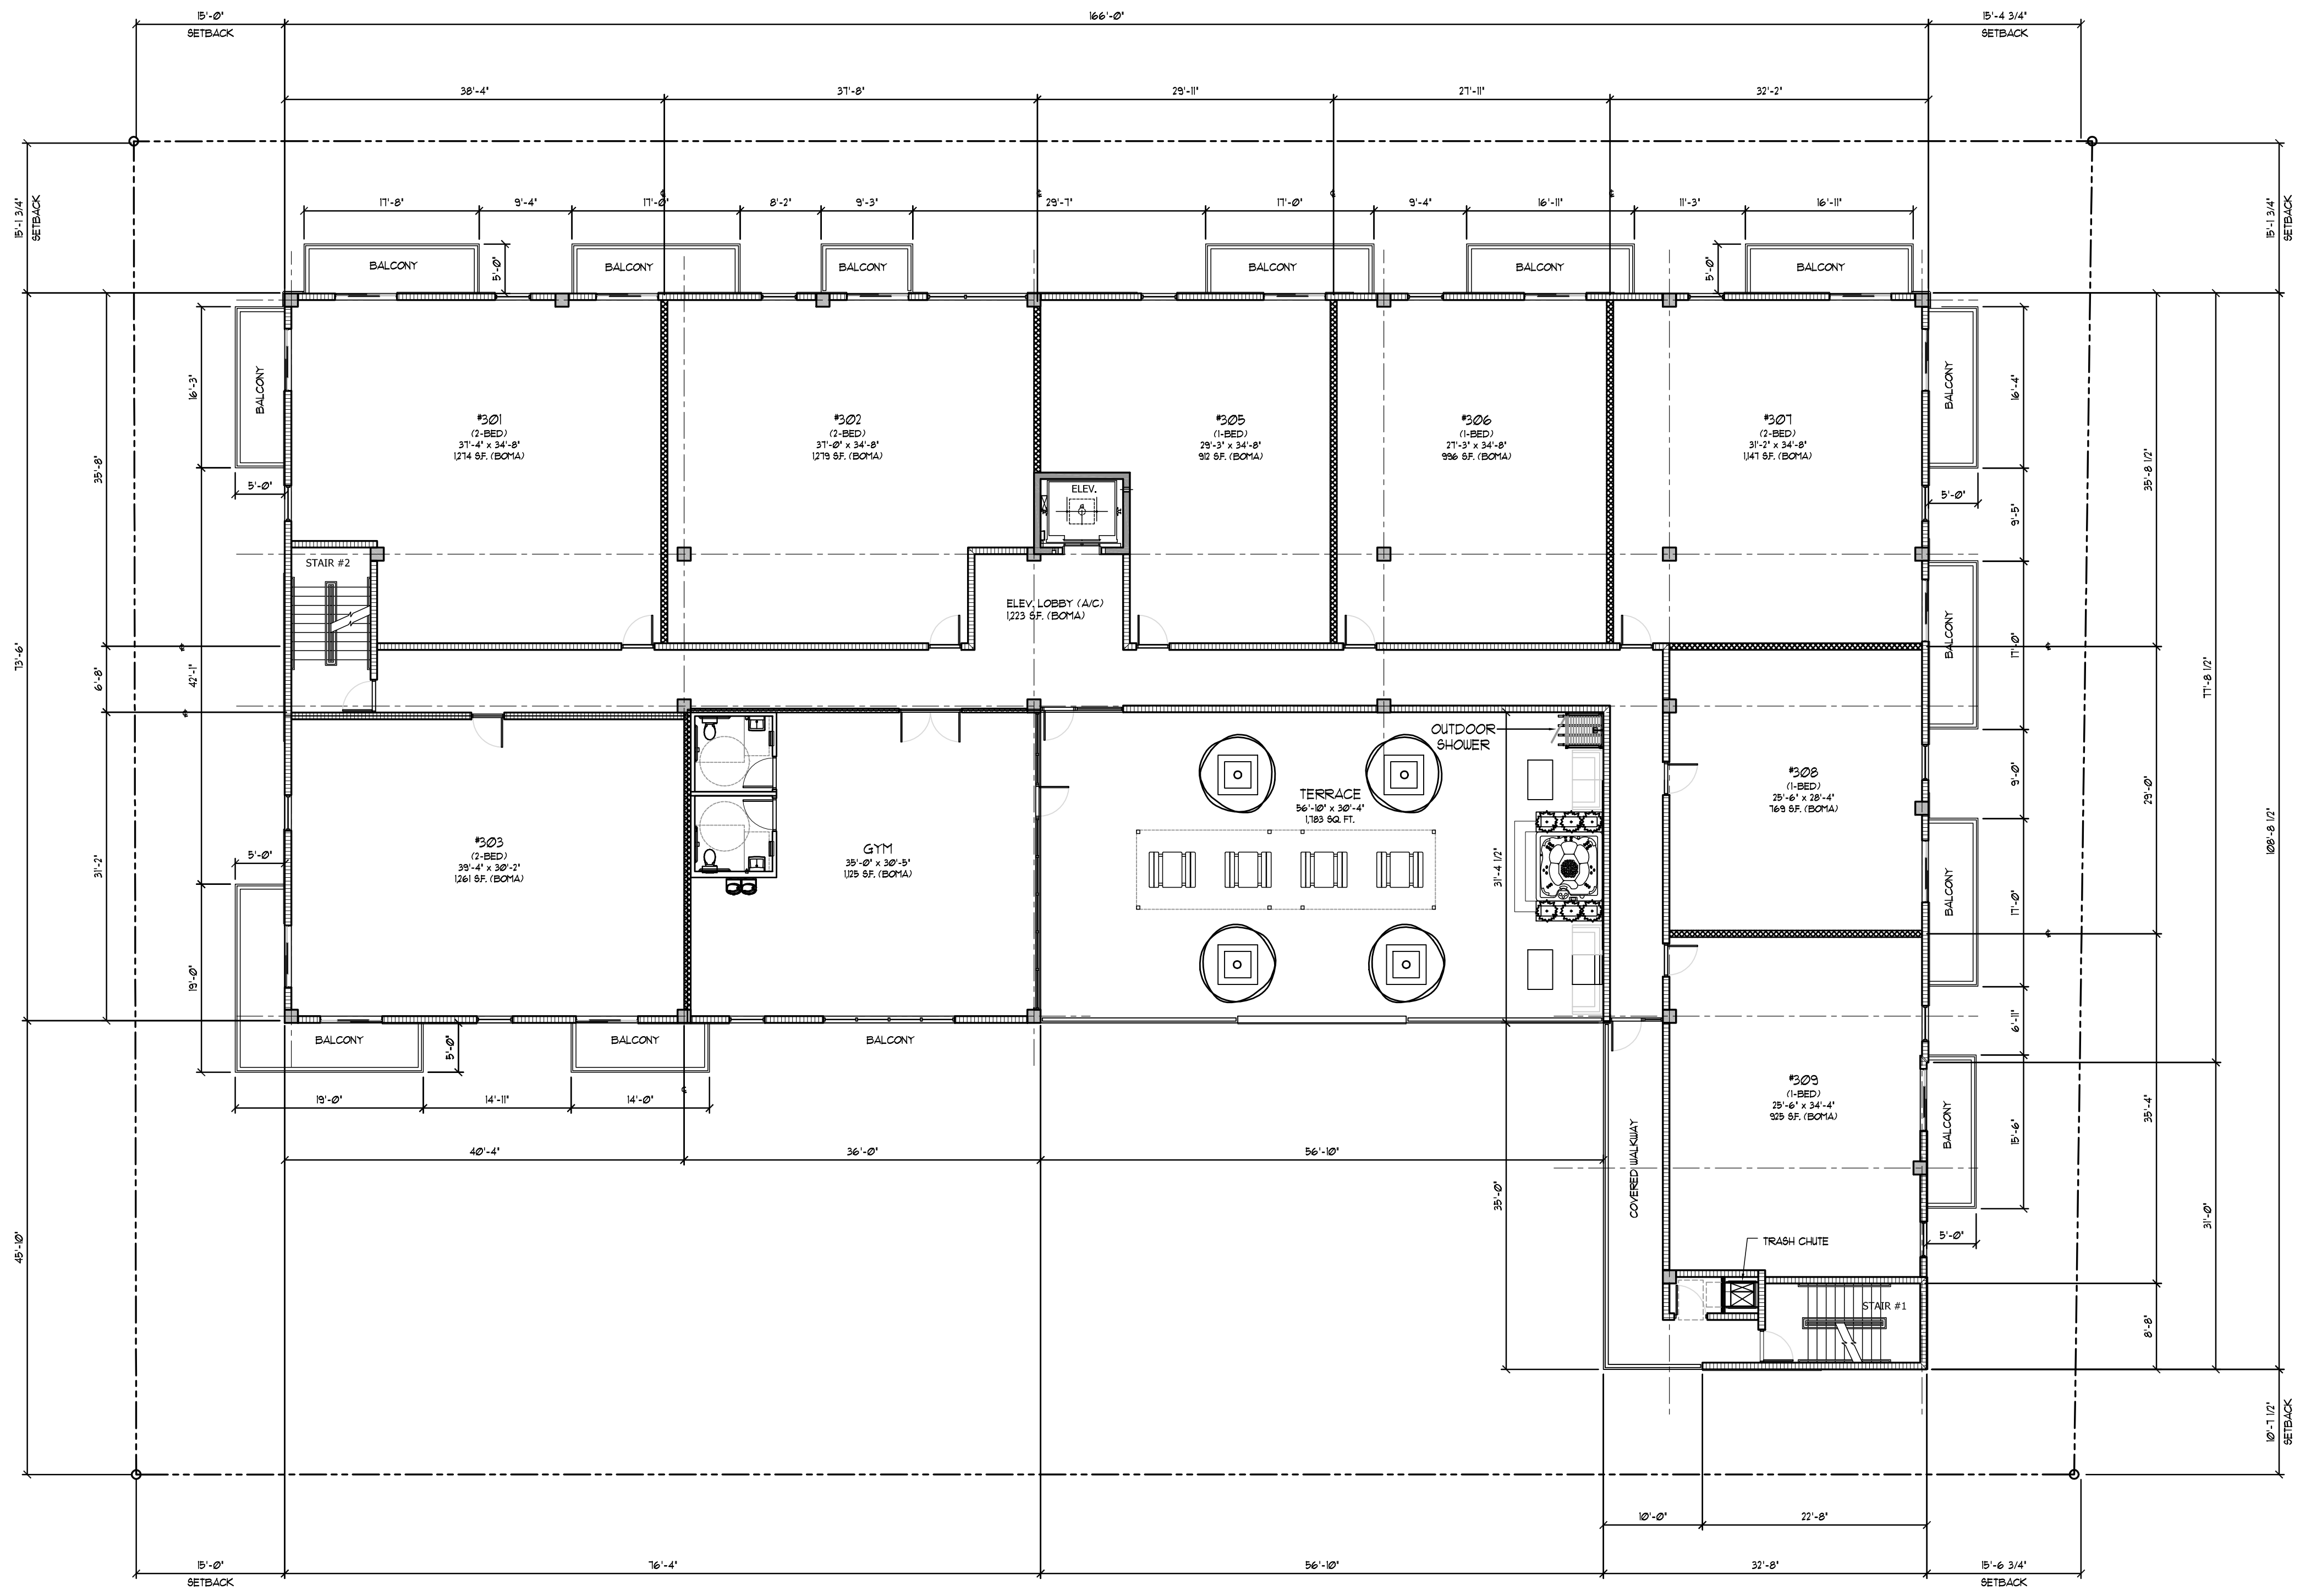 15'-0"
SETBACK
166'-0"
15'-4 3/4"
SETBACK
38'-4"
37'-8"
29'-11"
27'-11"
32'-2"
15'-1 3/4"
SETBACK
15'-1 3/4"
SETBACK
17'-8"
9'-4"
17'-0"
8'-2"
9'-3"
29'-7"
17'-0"
9'-4"
16'-11"
11'-3"
16'-11"
BALCONY
5'-0"
BALCONY
BALCONY
BALCONY
BALCONY
5'-0"
BALCONY
BALCONY
16'-3"
5'-0"
35'-8"
73'-6"
6'-8"
42'-1"
31'-2"
#301
(2-BED)
37'-4" x 34'-8"
1,274 S.F. (BOMA)
#302
(2-BED)
37'-0" x 34'-8"
1,279 S.F. (BOMA)
#305
(1-BED)
29'-3" x 34'-8"
912 S.F. (BOMA)
#306
(1-BED)
27'-3" x 34'-8"
996 S.F. (BOMA)
#307
(2-BED)
31'-2" x 34'-8"
1,147 S.F. (BOMA)
BALCONY
16'-4"
5'-0"
9'-5"
35'-8 1/2"
ELEV.
STAIR #2
ELEV. LOBBY (A/C)
1,223 S.F. (BOMA)
BALCONY
17'-0"
77'-8 1/2"
OUTDOOR
SHOWER
TERRACE
56'-10" x 30'-4"
1,783 SQ. FT.
31'-4 1/2"
#308
(1-BED)
25'-6" x 28'-4"
769 S.F. (BOMA)
9'-0"
29'-0"
108'-8 1/2"
#303
(2-BED)
39'-4" x 30'-2"
1,261 S.F. (BOMA)
GYM
35'-0" x 30'-5"
1,125 S.F. (BOMA)
5'-0"
19'-0"
BALCONY
17'-0"
6'-11"
BALCONY
5'-0"
BALCONY
BALCONY
19'-0"
14'-11"
14'-0"
#309
(1-BED)
25'-6" x 34'-4"
925 S.F. (BOMA)
BALCONY
15'-6"
35'-4"
5'-0"
31'-0"
40'-4"
36'-0"
56'-10"
35'-0"
COVERED WALKWAY
TRASH CHUTE
STAIR #1
8'-8"
45'-10"
10'-7 1/2"
SETBACK
10'-0"
22'-8"
15'-0"
SETBACK
76'-4"
56'-10"
32'-8"
15'-6 3/4"
SETBACK